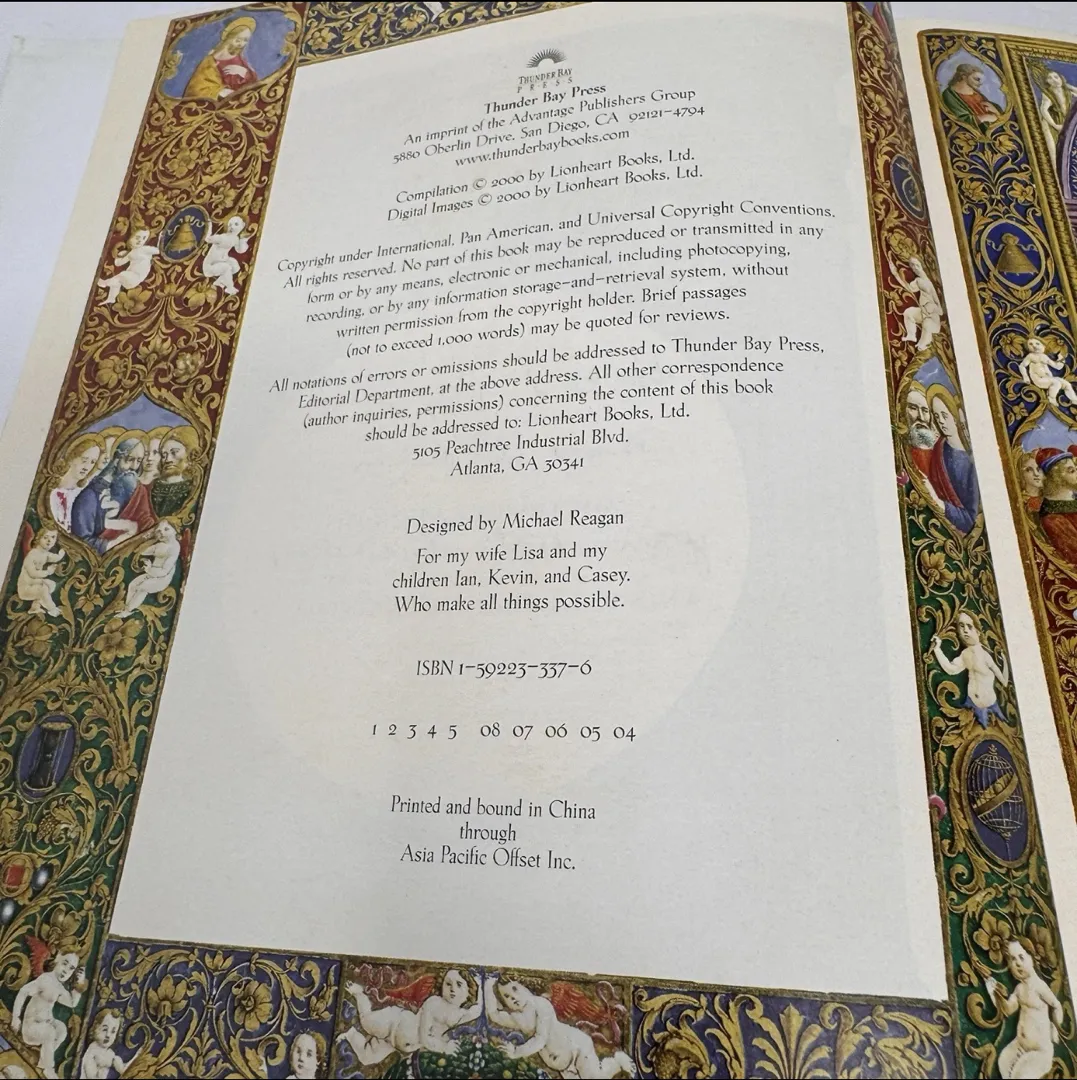 THUNDER BAY
P · R · E · S · S
Thunder Bay Press
An imprint of the Advantage Publishers Group
5880 Oberlin Drive, San Diego, CA 92121–4794
www.thunderbaybooks.com
Compilation © 2000 by Lionheart Books, Ltd.
Digital Images © 2000 by Lionheart Books, Ltd.
Copyright under International, Pan American, and Universal Copyright Conventions.
All rights reserved. No part of this book may be reproduced or transmitted in any
form or by any means, electronic or mechanical, including photocopying,
recording, or by any information storage–and–retrieval system, without
written permission from the copyright holder. Brief passages
(not to exceed 1,000 words) may be quoted for reviews.
All notations of errors or omissions should be addressed to Thunder Bay Press,
Editorial Department, at the above address. All other correspondence
(author inquiries, permissions) concerning the content of this book
should be addressed to: Lionheart Books, Ltd.
5105 Peachtree Industrial Blvd.
Atlanta, GA 30341
Designed by Michael Reagan
For my wife Lisa and my
children Ian, Kevin, and Casey.
Who make all things possible.
ISBN 1–59223–337–6
1 2 3 4 5 08 07 06 05 04
Printed and bound in China
through
Asia Pacific Offset Inc.